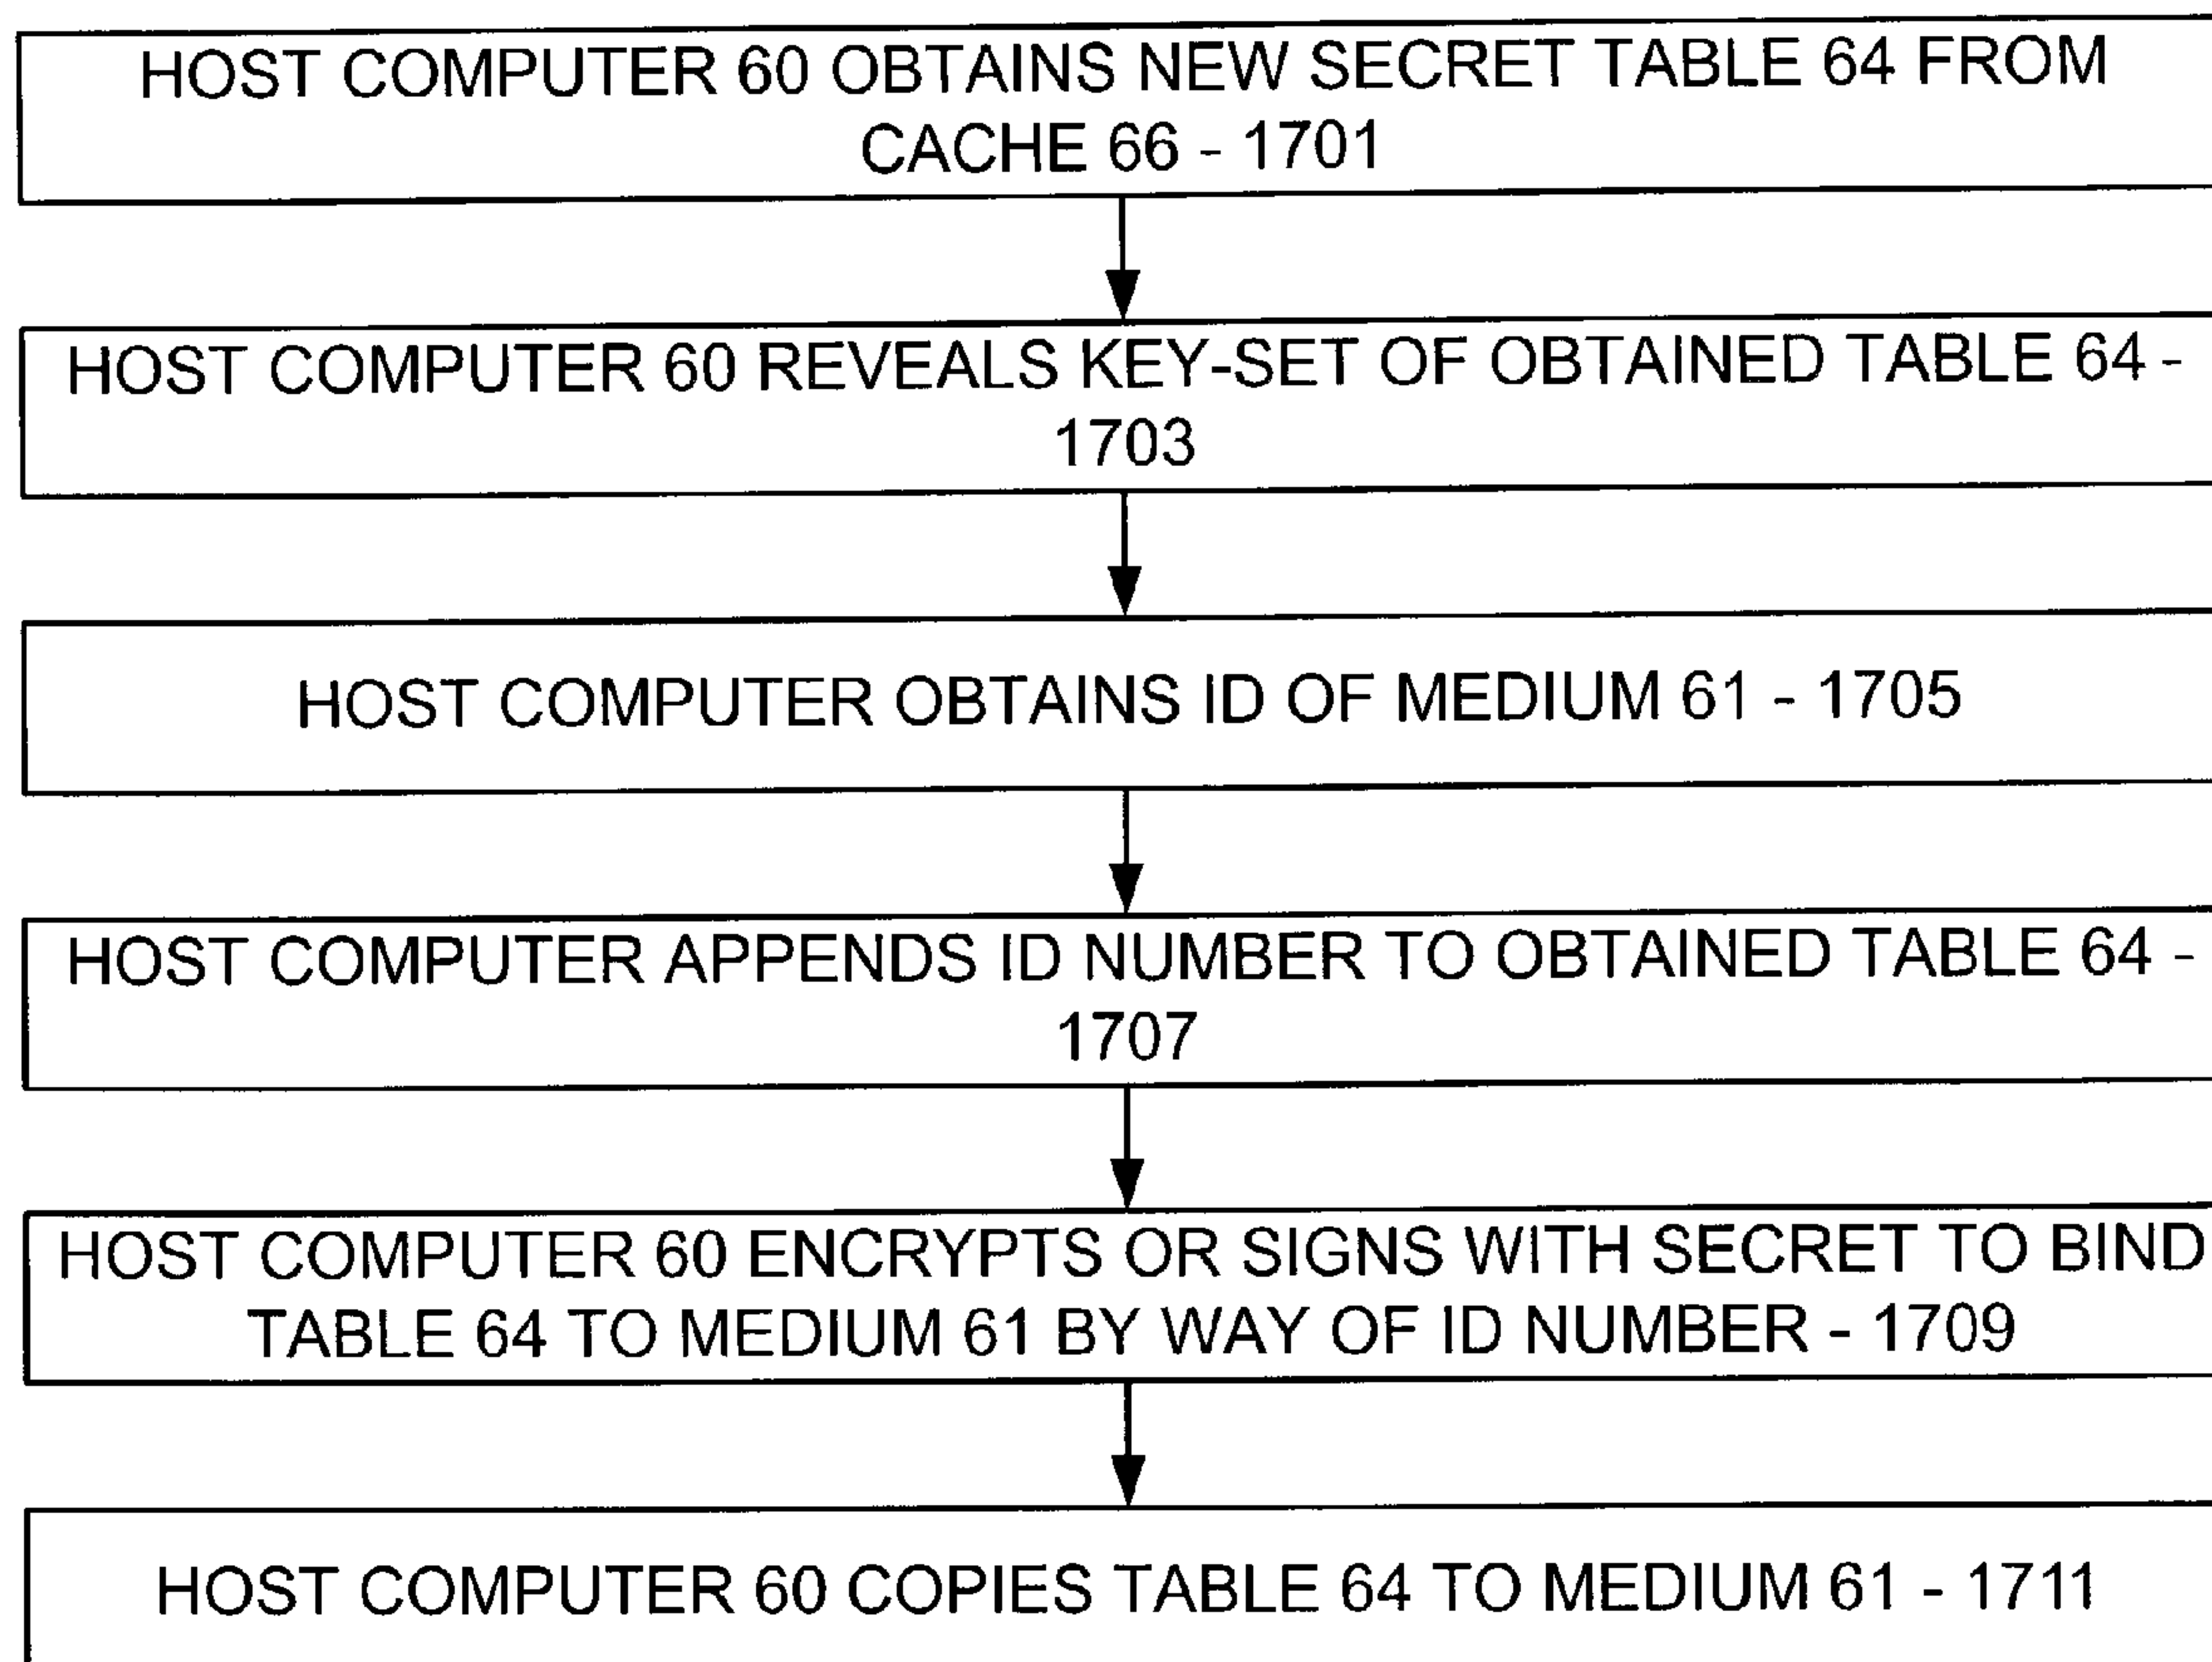 HOST COMPUTER 60 OBTAINS NEW SECRET TABLE 64 FROM
CACHE 66 - 1701
HOST COMPUTER 60 REVEALS KEY-SET OF OBTAINED TABLE 64 -
1703
HOST COMPUTER OBTAINS ID OF MEDIUM 61 - 1705
HOST COMPUTER APPENDS ID NUMBER TO OBTAINED TABLE 64 -
1707
HOST COMPUTER 60 ENCRYPTS OR SIGNS WITH SECRET TO BIND
TABLE 64 TO MEDIUM 61 BY WAY OF ID NUMBER - 1709
HOST COMPUTER 60 COPIES TABLE 64 TO MEDIUM 61 - 1711